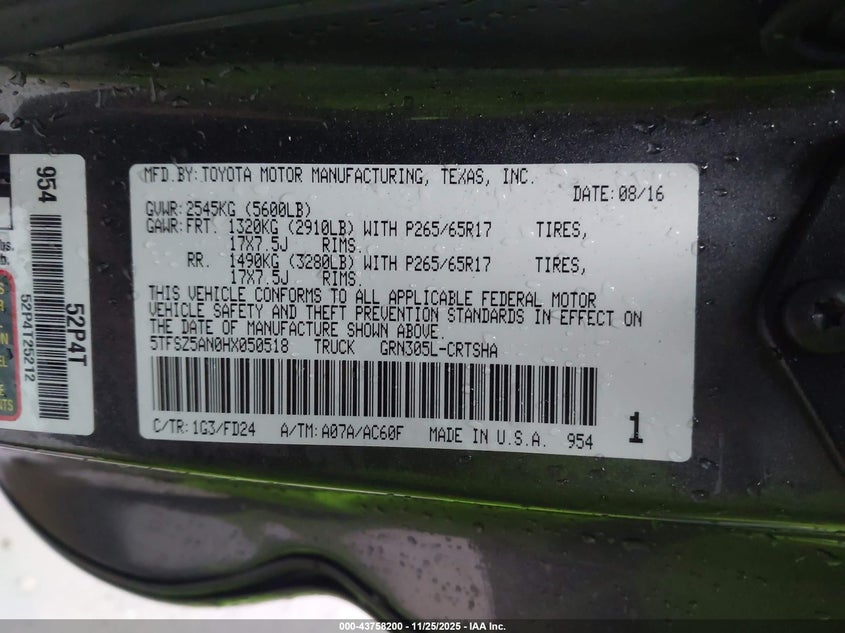 MFD.BY:TOYOTA MOTOR MANUFACTURING, TEXAS, INC.
DATE:08/16
GVWR:2545KG (5600LB)
GAWR:FRT. 1320KG (2910LB) WITH P265/65R17 TIRES,
17X7.5J RIMS.
RR. 1490KG (3280LB) WITH P265/65R17 TIRES,
17X7.5J RIMS.
THIS VEHICLE CONFORMS TO ALL APPLICABLE FEDERAL MOTOR
VEHICLE SAFETY AND THEFT PREVENTION STANDARDS IN EFFECT ON
THE DATE OF MANUFACTURE SHOWN ABOVE.
5TFSZ5AN0HX050518 TRUCK GRN305L-CRTSHA
C/TR:1G3/FD24 A/TM:A07A/AC60F MADE IN U.S.A. 954
1
954
52P4T
52P4T25212
000-43758200 - 11/25/2025 - IAA Inc.